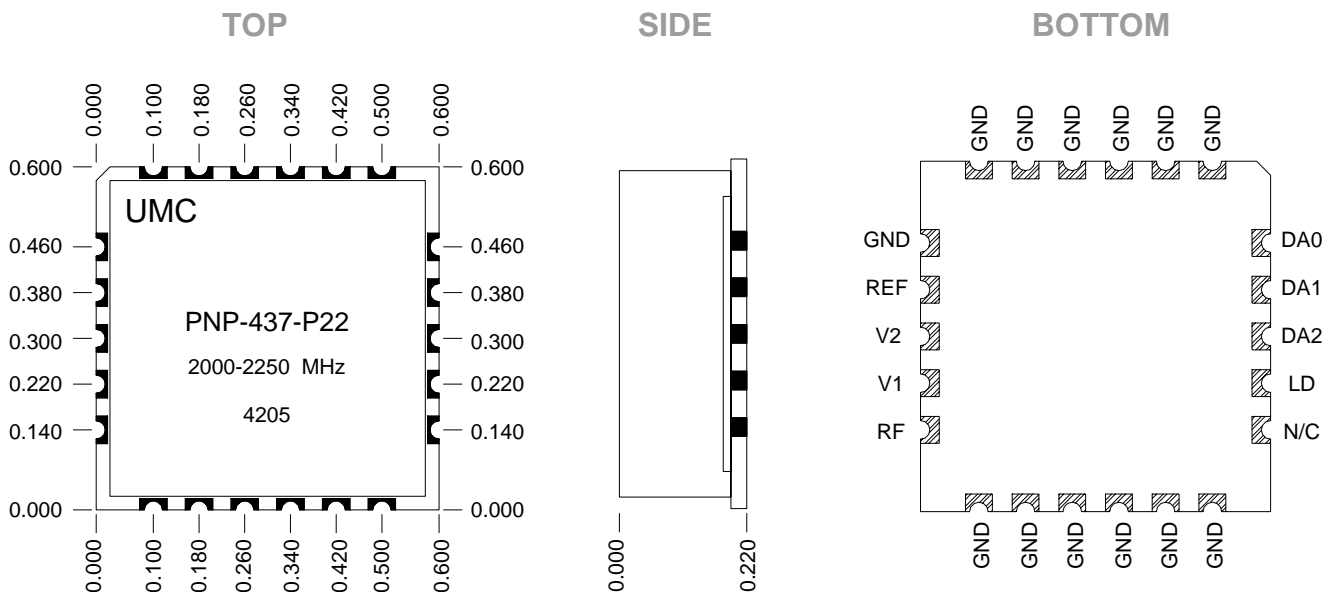 TOP
SIDE
BOTTOM
0.000
0.100
0.180
0.260
0.340
0.420
0.500
0.600
0.600
0.460
0.380
0.300
0.220
0.140
0.000
UMC
PNP-437-P22
2000-2250 MHz
4205
0.600
0.460
0.380
0.300
0.220
0.140
0.000
0.000
0.100
0.180
0.260
0.340
0.420
0.500
0.600
0.000
0.220
GND
GND
GND
GND
GND
GND
GND
REF
V2
V1
RF
DA0
DA1
DA2
LD
N/C
GND
GND
GND
GND
GND
GND